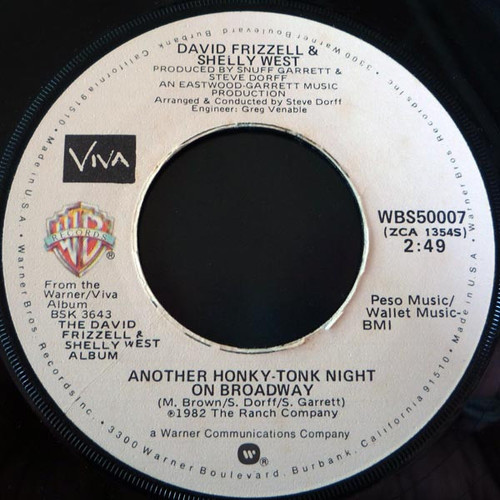 DAVID FRIZZELL &
SHELLY WEST
PRODUCED BY SNUFF GARRETT &
STEVE DORFF
AN EASTWOOD-GARRETT MUSIC
PRODUCTION
Arranged & Conducted by Steve Dorff
Engineer: Greg Venable
VIVA
WB
RECORDS
®
WBS50007
(ZCA 1354S)
2:49
From the
Warner/Viva
Album
BSK 3643
THE DAVID
FRIZZELL &
SHELLY WEST
ALBUM
Peso Music/
Wallet Music-
BMI
ANOTHER HONKY-TONK NIGHT
ON BROADWAY
(M. Brown/S. Dorff/S. Garrett)
℗1982 The Ranch Company
a Warner Communications Company
W®
Warner Bros Records Inc. • 3300 Warner Boulevard, Burbank, California 91510 • Made in U.S.A. • Warner Bros Records Inc. • 3300 Warner Boulevard, Burbank, California 91510 • Made in U.S.A.